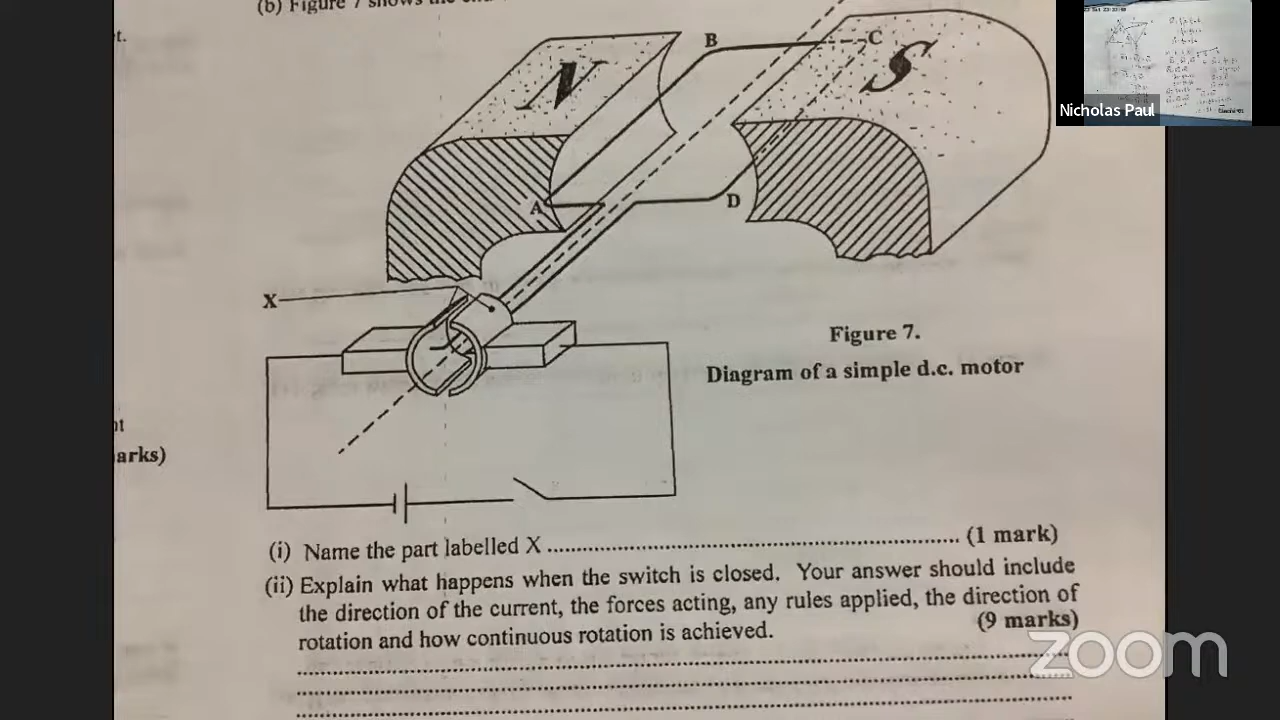 t.
(b) Figure 7 shows the
N
B
C
S
Nicholas Paul
A
D
X
Figure 7.
Diagram of a simple d.c. motor
arks)
(i) Name the part labelled X ........................................ (1 mark)
(ii) Explain what happens when the switch is closed. Your answer should include
the direction of the current, the forces acting, any rules applied, the direction of
rotation and how continuous rotation is achieved. (9 marks)
zoom